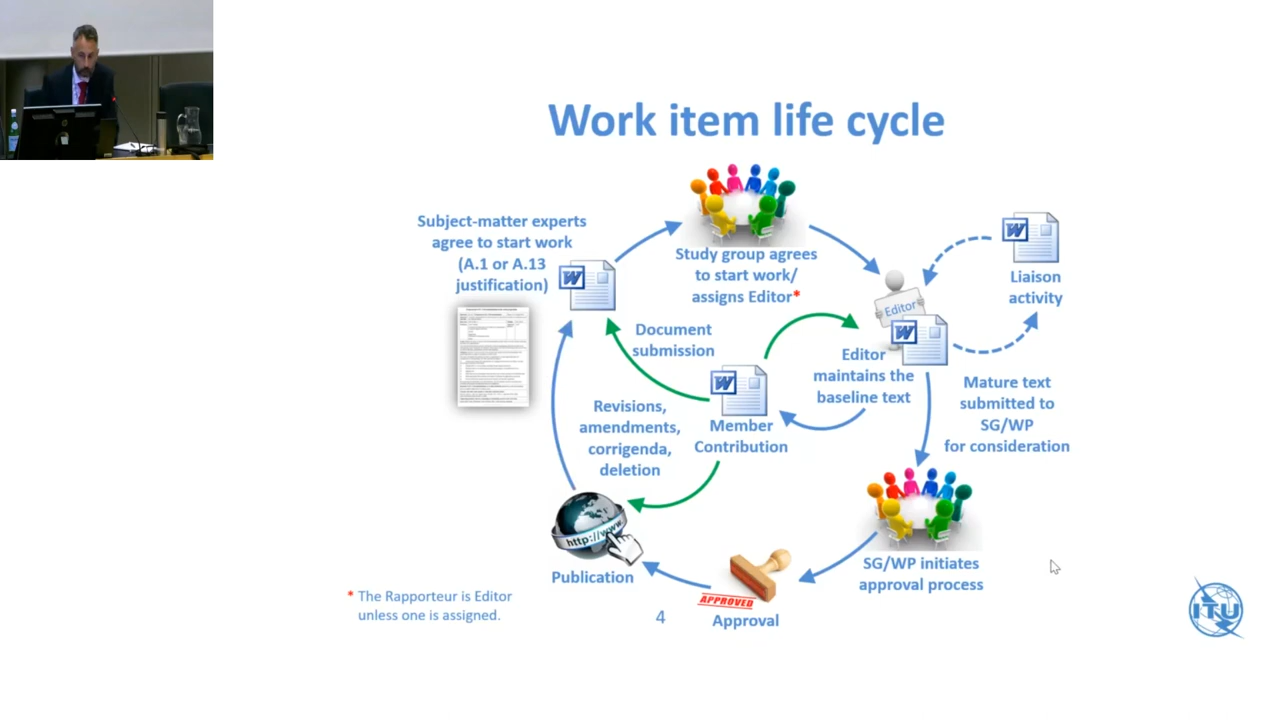 Work item life cycle
Subject-matter experts
agree to start work
(A.1 or A.13
justification)
W
Study group agrees
to start work/
assigns Editor*
Editor
W
W
Liaison
activity
Document
submission
Editor
maintains the
baseline text
Mature text
submitted to
SG/WP
for consideration
W
Member
Contribution
Revisions,
amendments,
corrigenda,
deletion
http://www
Publication
APPROVED
Approval
SG/WP initiates
approval process
* The Rapporteur is Editor
unless one is assigned.
4
ITU